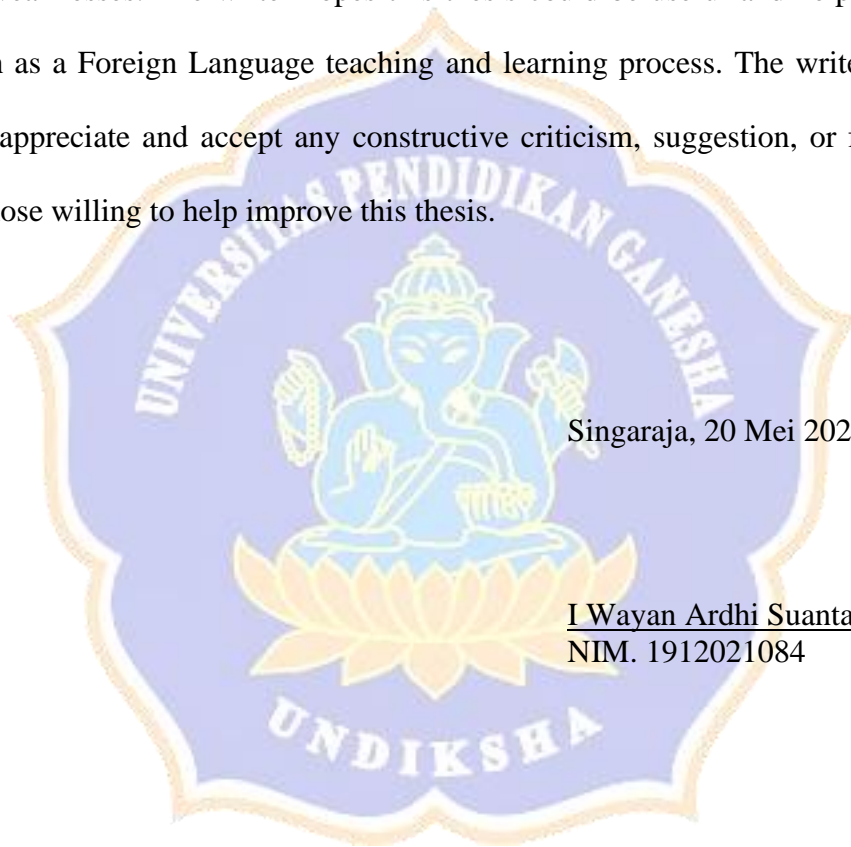 as a Foreign Language teaching and learning process. The write
appreciate and accept any constructive criticism, suggestion, or
ose willing to help improve this thesis.
UNIVERSITAS PENDIDIKAN GANESHA
Singaraja, 20 Mei 202
I Wayan Ardhi Suanta
NIM. 1912021084
UNDIKSHA